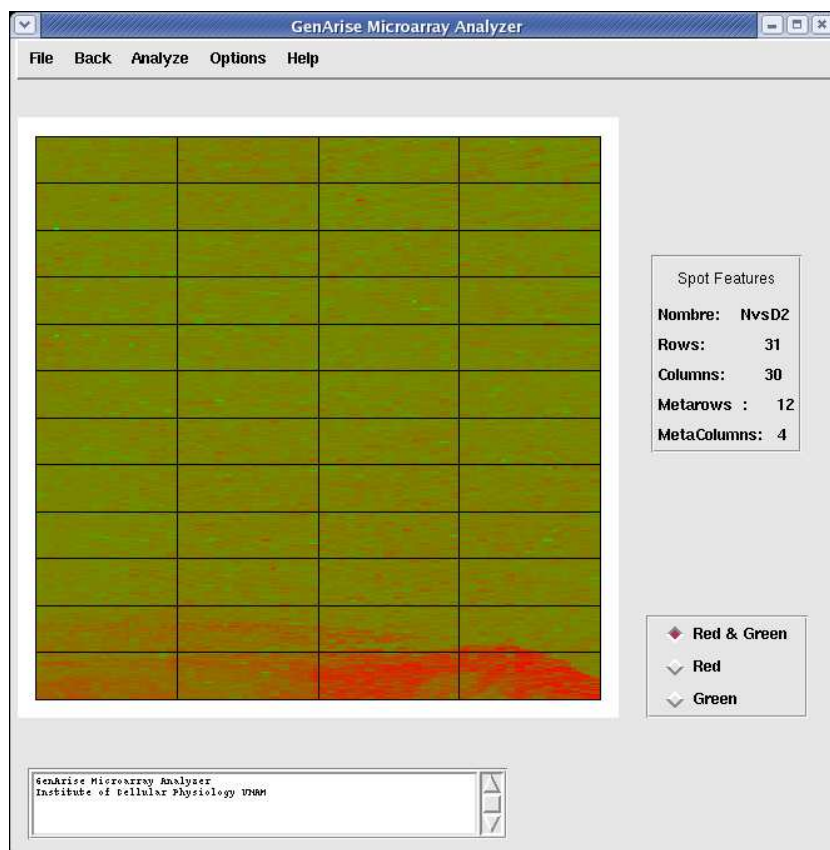 GenArise Microarray Analyzer
File Back Analyze Options Help
Spot Features
Nombre: NvsD2
Rows: 31
Columns: 30
Metarows : 12
MetaColumns: 4
Red & Green
Red
Green
GenArise Microarray Analyzer
Institute of Cellular Physiology UNAM